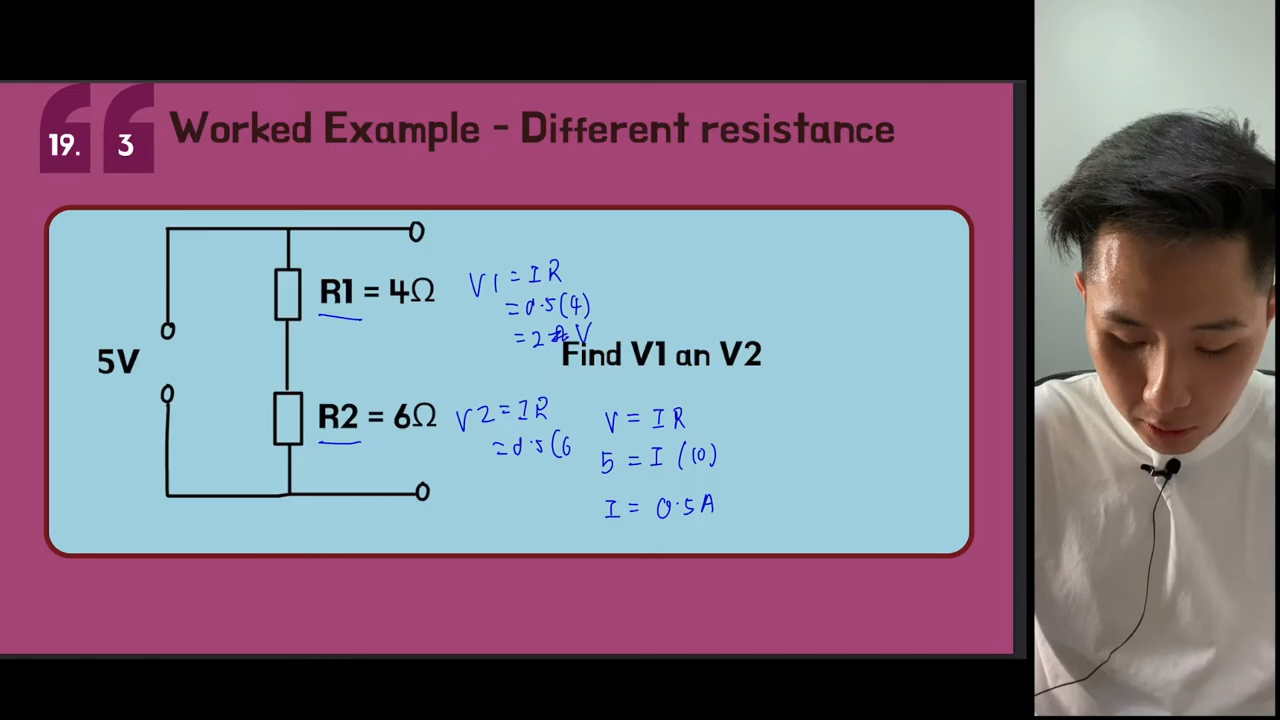 19. 3 Worked Example - Different resistance
R1 = 4Ω
V1 = IR
= 0.5(4)
= 2 V
5V
Find V1 an V2
R2 = 6Ω
V2 = IR
= 0.5(6
V = IR
5 = I (10)
I = 0.5A